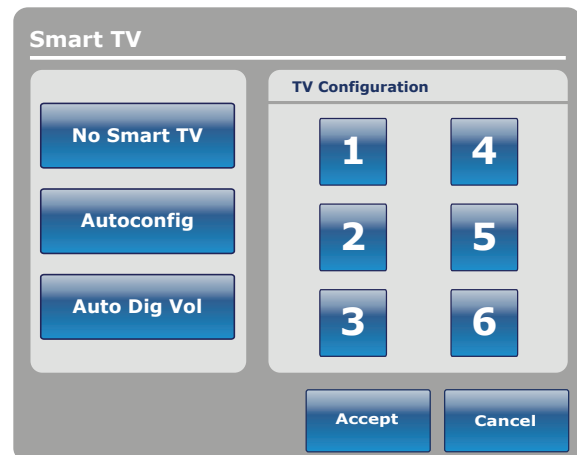 Smart TV
No Smart TV
Autoconfig
Auto Dig Vol
TV Configuration
1 4
2 5
3 6
Accept Cancel